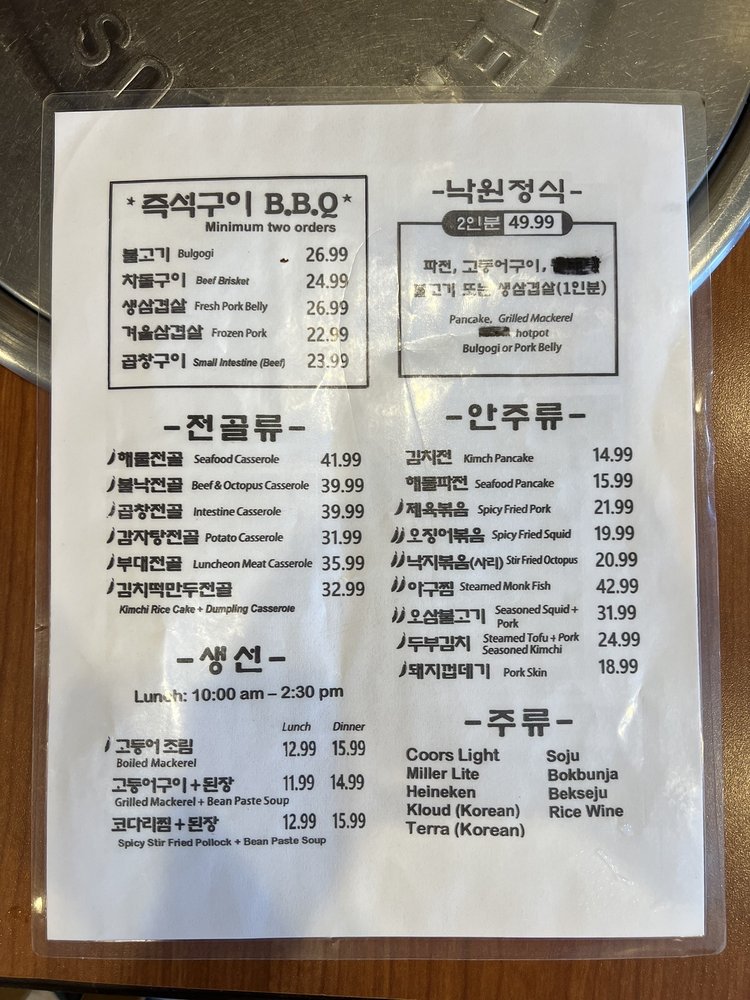 *즉석구이 B.B.Q*
Minimum two orders
불고기 Bulgogi 26.99
차돌구이 Beef Brisket 24.99
생삼겹살 Fresh Pork Belly 26.99
겨울삼겹살 Frozen Pork 22.99
곱창구이 Small Intestine (Beef) 23.99
-전골류-
해물전골 Seafood Casserole 41.99
불낙전골 Beef & Octopus Casserole 39.99
곱창전골 Intestine Casserole 39.99
감자탕전골 Potato Casserole 31.99
부대전골 Luncheon Meat Casserole 35.99
김치떡만두전골 32.99
Kimchi Rice Cake + Dumpling Casserole
-생선-
Lunch: 10:00 am – 2:30 pm
Lunch Dinner
고등어 조림 12.99 15.99
Boiled Mackerel
고등어구이+된장 11.99 14.99
Grilled Mackerel + Bean Paste Soup
코다리찜+된장 12.99 15.99
Spicy Stir Fried Pollock + Bean Paste Soup
-낙원정식-
2인분 49.99
파전, 고등어구이,
불고기 또는 생삼겹살(1인분)
Pancake, Grilled Mackerel
hotpot
Bulgogi or Pork Belly
-안주류-
김치전 Kimch Pancake 14.99
해물파전 Seafood Pancake 15.99
제육볶음 Spicy Fried Pork 21.99
오징어볶음 Spicy Fried Squid 19.99
낙지볶음(사리) Stir Fried Octopus 20.99
아구찜 Steamed Monk Fish 42.99
오삼불고기 Seasoned Squid + Pork 31.99
두부김치 Steamed Tofu + Pork Seasoned Kimchi 24.99
돼지껍데기 Pork Skin 18.99
-주류-
Coors Light Soju
Miller Lite Bokbunja
Heineken Bekseju
Kloud (Korean) Rice Wine
Terra (Korean)